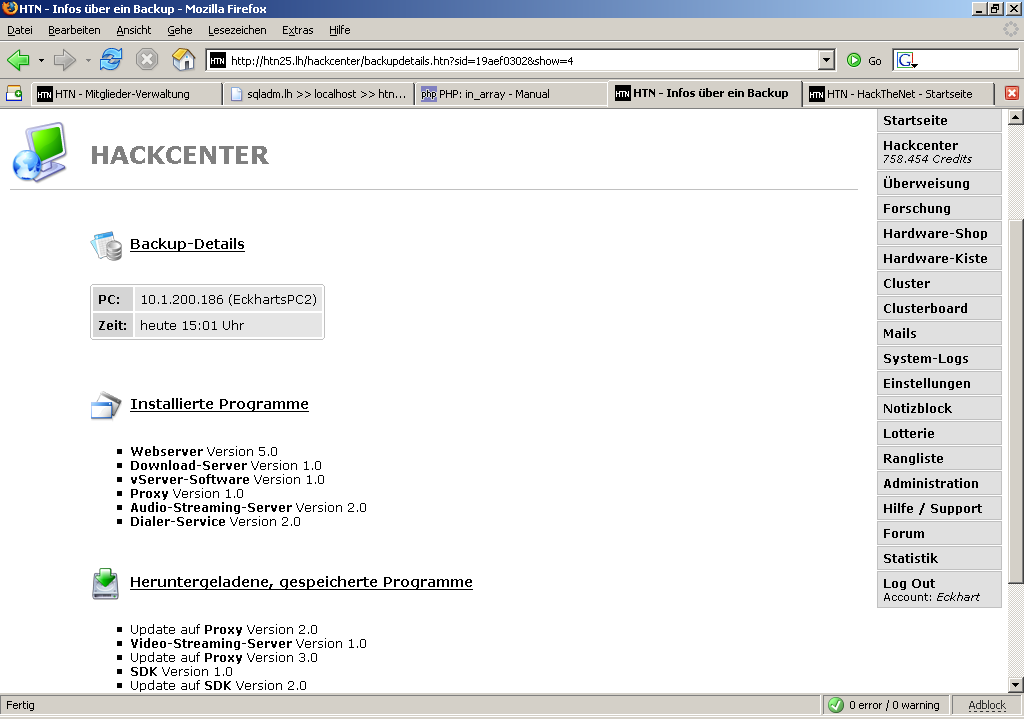 HTN - Infos über ein Backup - Mozilla Firefox
Datei Bearbeiten Ansicht Gehe Lesezeichen Extras Hilfe
HTN http://htn25.lh/hackcenter/backupdetails.htn?sid=19aef0302&show=4 Go G
HTN HTN - Mitglieder-Verwaltung
sqladm.lh >> localhost >> htn...
php PHP: in_array - Manual
HTN HTN - Infos über ein Backup
HTN HTN - HackTheNet - Startseite
HACKCENTER
Backup-Details
PC: 10.1.200.186 (EckhartsPC2)
Zeit: heute 15:01 Uhr
Installierte Programme
Webserver Version 5.0
Download-Server Version 1.0
vServer-Software Version 1.0
Proxy Version 1.0
Audio-Streaming-Server Version 2.0
Dialer-Service Version 2.0
Heruntergeladene, gespeicherte Programme
Update auf Proxy Version 2.0
Video-Streaming-Server Version 1.0
Update auf Proxy Version 3.0
SDK Version 1.0
Update auf SDK Version 2.0
Startseite
Hackcenter
758.454 Credits
Überweisung
Forschung
Hardware-Shop
Hardware-Kiste
Cluster
Clusterboard
Mails
System-Logs
Einstellungen
Notizblock
Lotterie
Rangliste
Administration
Hilfe / Support
Forum
Statistik
Log Out
Account: Eckhart
Fertig
0 error / 0 warning
Adblock